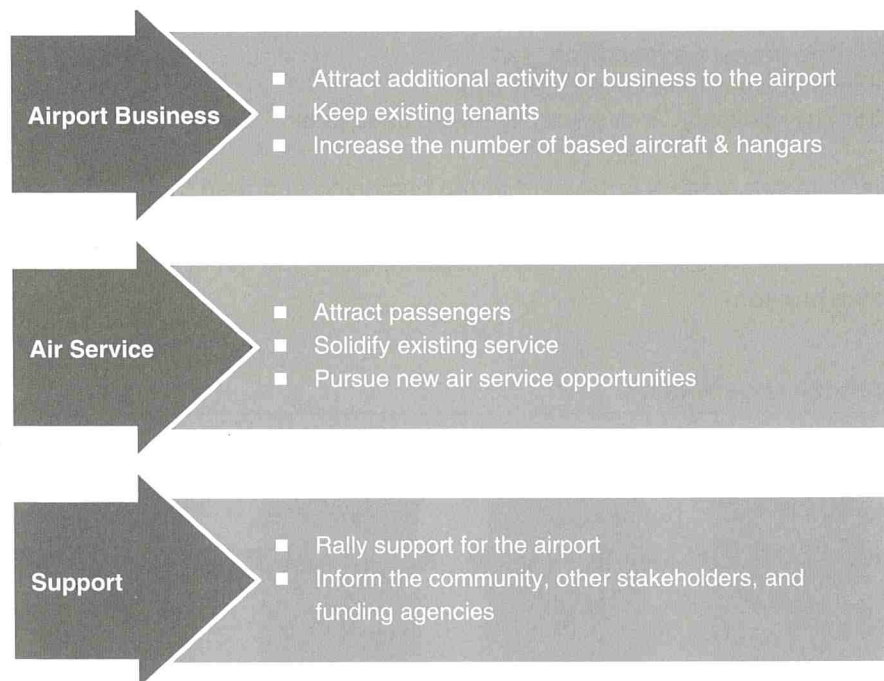 Airport Business
■ Attract additional activity or business to the airport
■ Keep existing tenants
■ Increase the number of based aircraft & hangars
Air Service
■ Attract passengers
■ Solidify existing service
■ Pursue new air service opportunities
Support
■ Rally support for the airport
■ Inform the community, other stakeholders, and
funding agencies